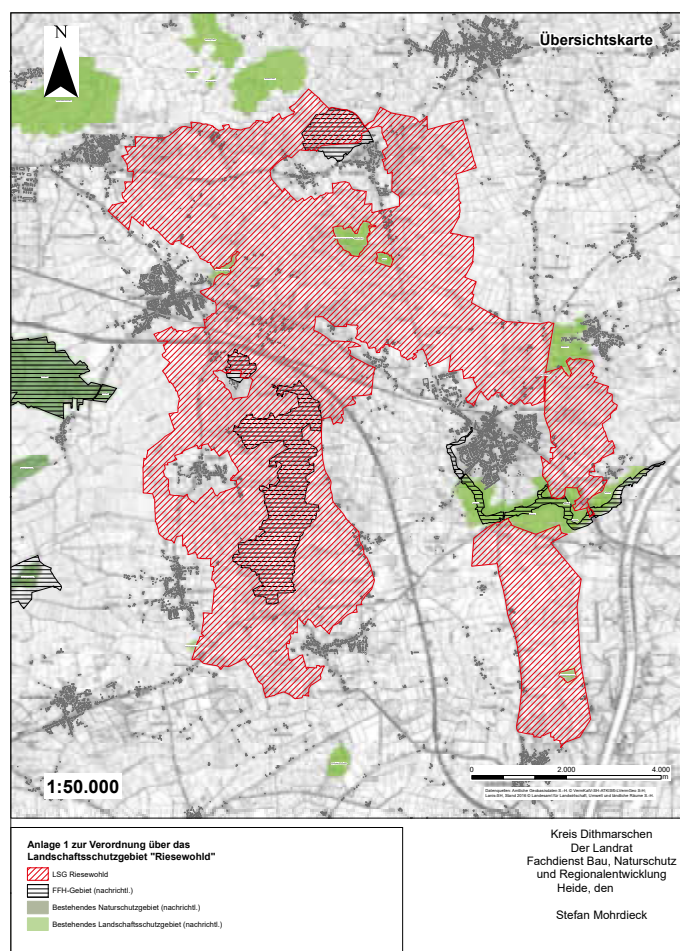 N
Übersichtskarte
1:50.000
0 2.000 4.000
m
Anlage 1 zur Verordnung über das
Landschaftsschutzgebiet "Riesewohld"
LSG Riesewohld
FFH-Gebiet (nachrichtl.)
Bestehendes Naturschutzgebiet (nachrichtl.)
Bestehendes Landschaftsschutzgebiet (nachrichtl.)
Kreis Dithmarschen
Der Landrat
Fachdienst Bau, Naturschutz
und Regionalentwicklung
Heide, den
Stefan Mohrdieck